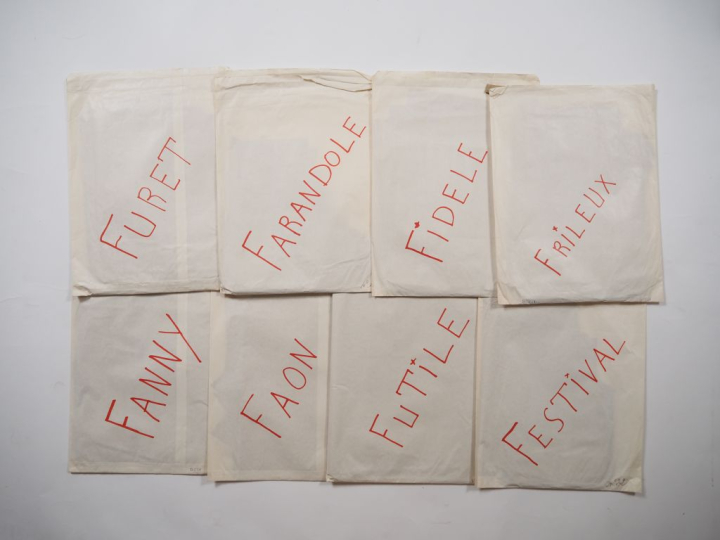 FURET
FARANDOLE
FiDELE
FRiLEUX
FANNY
FAON
FUTiLE
FESTiVAL